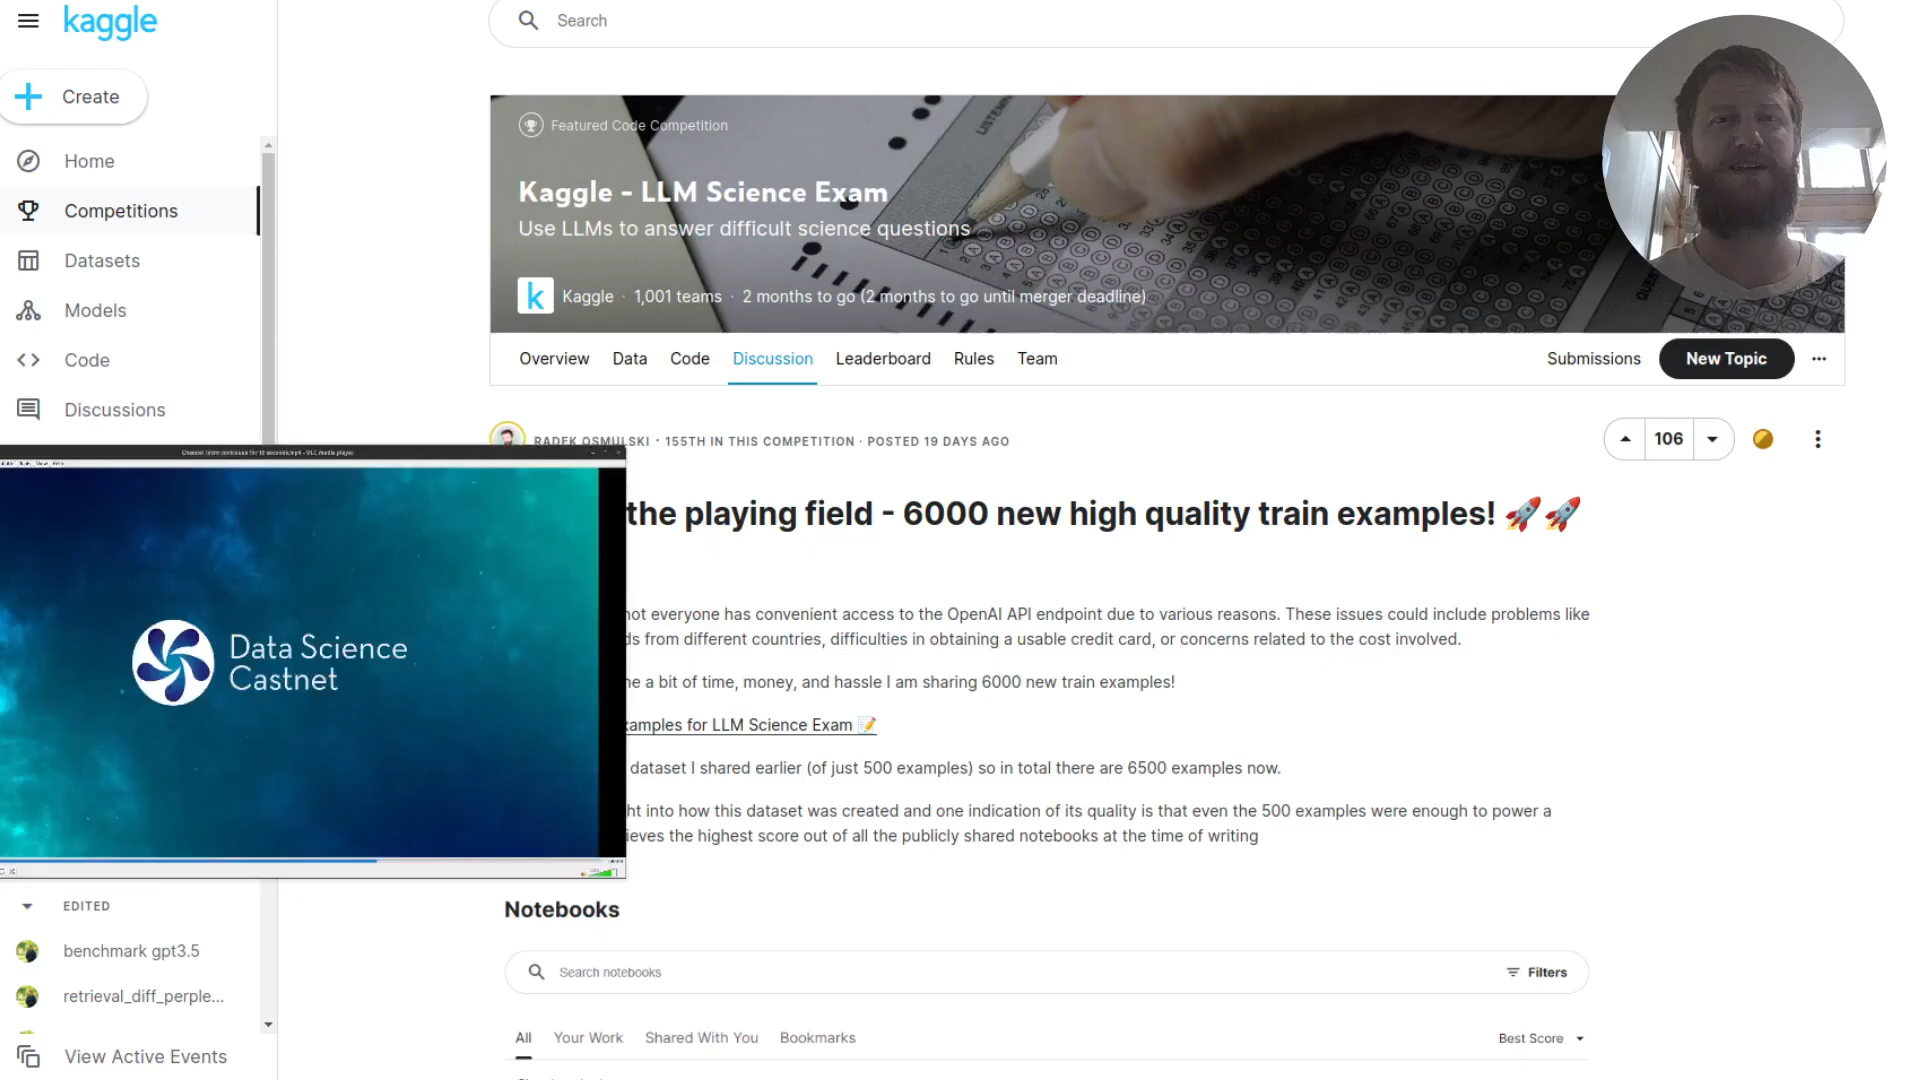 kaggle
Search
Create
Home
Competitions
Datasets
Models
Code
Discussions
Featured Code Competition
Kaggle - LLM Science Exam
Use LLMs to answer difficult science questions
k Kaggle · 1,001 teams · 2 months to go (2 months to go until merger deadline)
Overview Data Code Discussion Leaderboard Rules Team Submissions New Topic
RADEK OSMULSKI · 155TH IN THIS COMPETITION · POSTED 19 DAYS AGO
106
the playing field - 6000 new high quality train examples! 🚀🚀
not everyone has convenient access to the OpenAI API endpoint due to various reasons. These issues could include problems like
from different countries, difficulties in obtaining a usable credit card, or concerns related to the cost involved.
a bit of time, money, and hassle I am sharing 6000 new train examples!
for LLM Science Exam 📝
dataset I shared earlier (of just 500 examples) so in total there are 6500 examples now.
into how this dataset was created and one indication of its quality is that even the 500 examples were enough to power a
the highest score out of all the publicly shared notebooks at the time of writing
Data Science
Castnet
EDITED
benchmark gpt3.5
retrieval_diff_perple...
View Active Events
Notebooks
Search notebooks
Filters
All Your Work Shared With You Bookmarks Best Score